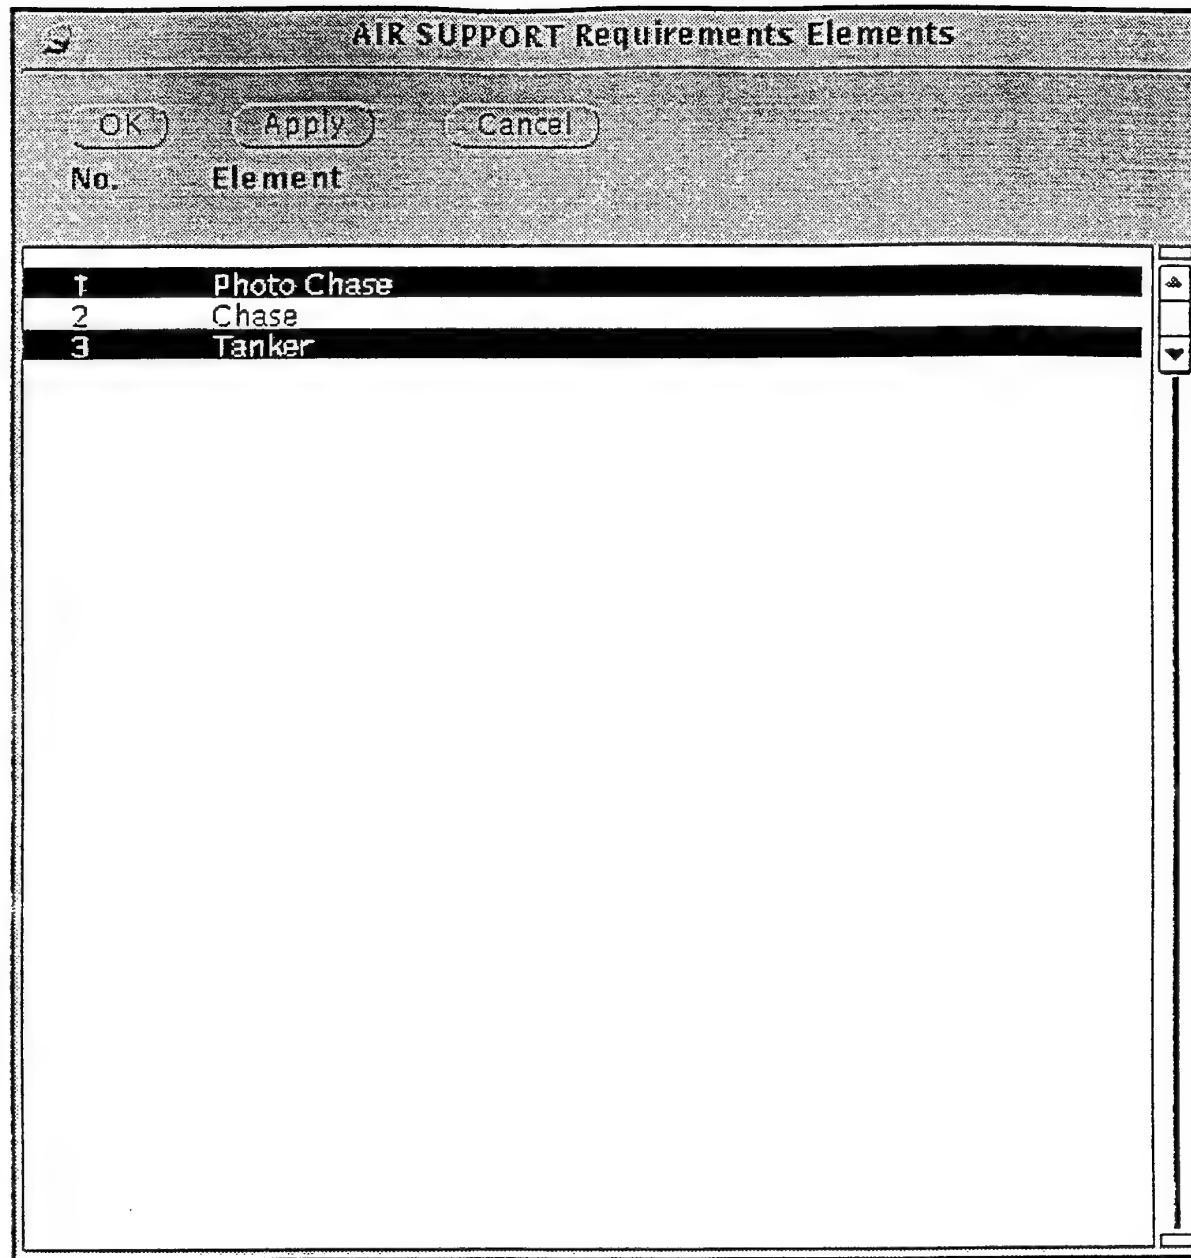 AIR SUPPORT Requirements Elements
OK Apply Cancel
No. Element
1 Photo Chase
2 Chase
3 Tanker